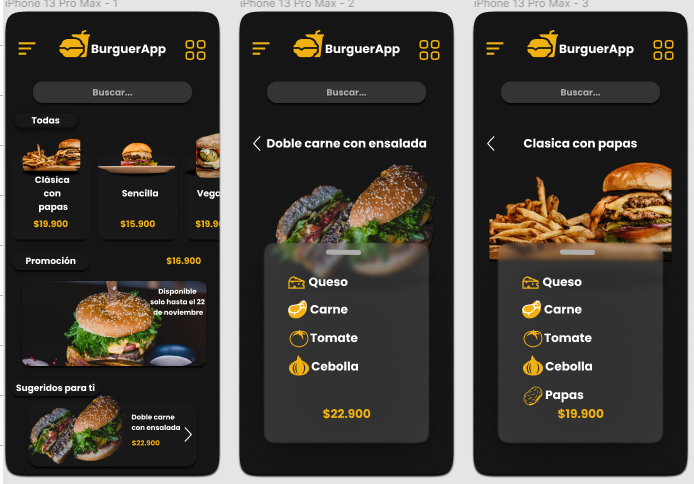 iPhone 13 Pro Max - 1
BurguerApp
Buscar...
Todas
Clásica
con
papas
$19.900
Sencilla
$15.900
Vega
$19.9
Promoción
$16.900
Disponible
solo hasta el 22
de noviembre
Sugeridos para ti
Doble carne
con ensalada
$22.900
iPhone 13 Pro Max - 2
BurguerApp
Buscar...
Doble carne con ensalada
Queso
Carne
Tomate
Cebolla
$22.900
iPhone 13 Pro Max - 3
BurguerApp
Buscar...
Clasica con papas
Queso
Carne
Tomate
Cebolla
Papas
$19.900